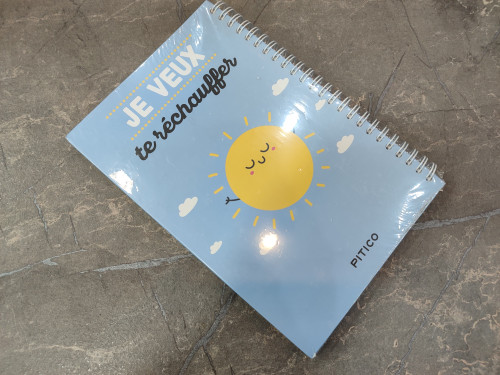 JE VEUX
te réchauffer
PITICO